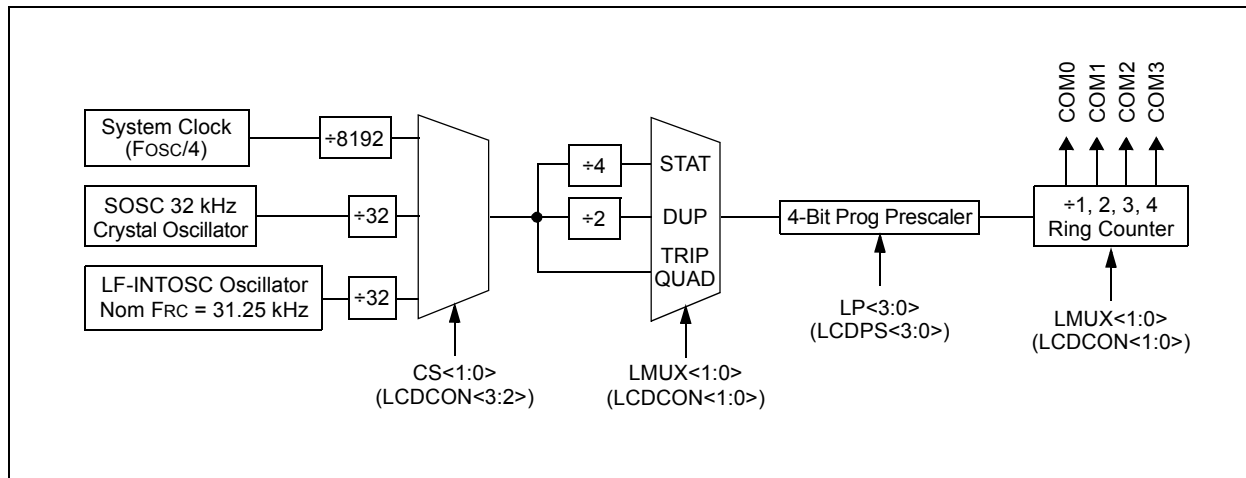 COM0
COM1
COM2
COM3
System Clock
(FOSC/4)
÷8192
SOSC 32 kHz
Crystal Oscillator
÷32
LF-INTOSC Oscillator
Nom FRC = 31.25 kHz
÷32
÷4
÷2
STAT
DUP
TRIP
QUAD
4-Bit Prog Prescaler
÷1, 2, 3, 4
Ring Counter
CS<1:0>
(LCDCON<3:2>)
LMUX<1:0>
(LCDCON<1:0>)
LP<3:0>
(LCDPS<3:0>)
LMUX<1:0>
(LCDCON<1:0>)